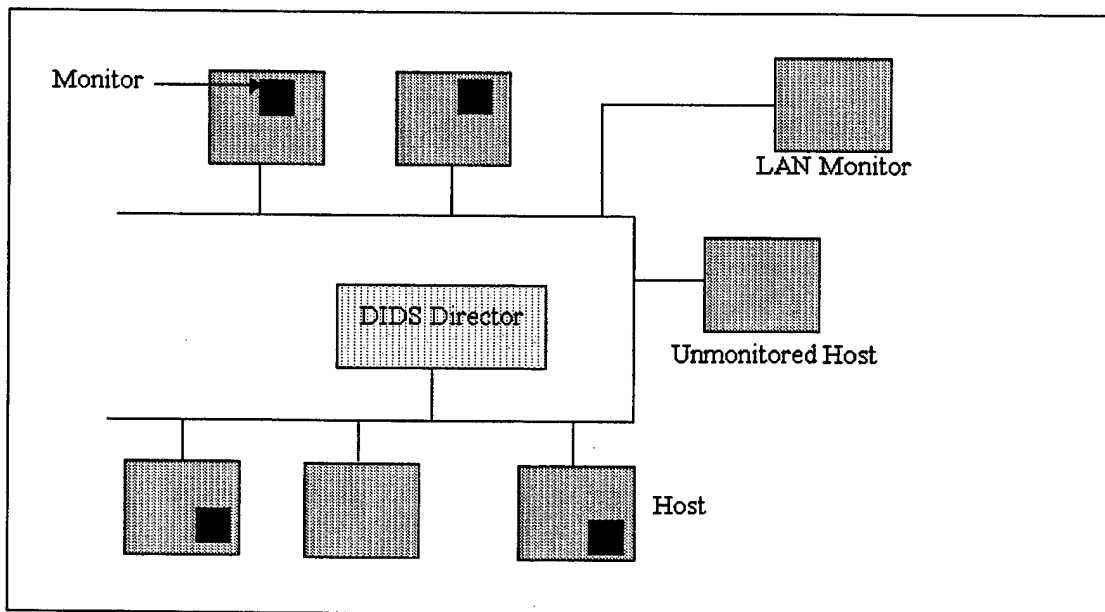 Monitor
LAN Monitor
DIDS Director
Unmonitored Host
Host